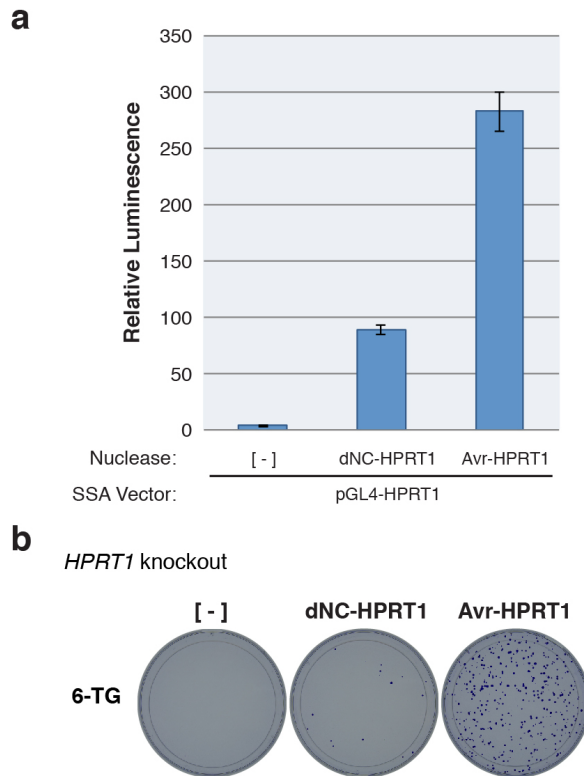 a
350
300
250
200
150
100
50
0
Relative Luminescence
Nuclease: [ - ] dNC-HPRT1 Avr-HPRT1
SSA Vector: pGL4-HPRT1
b
HPRT1 knockout
[ - ] dNC-HPRT1 Avr-HPRT1
6-TG